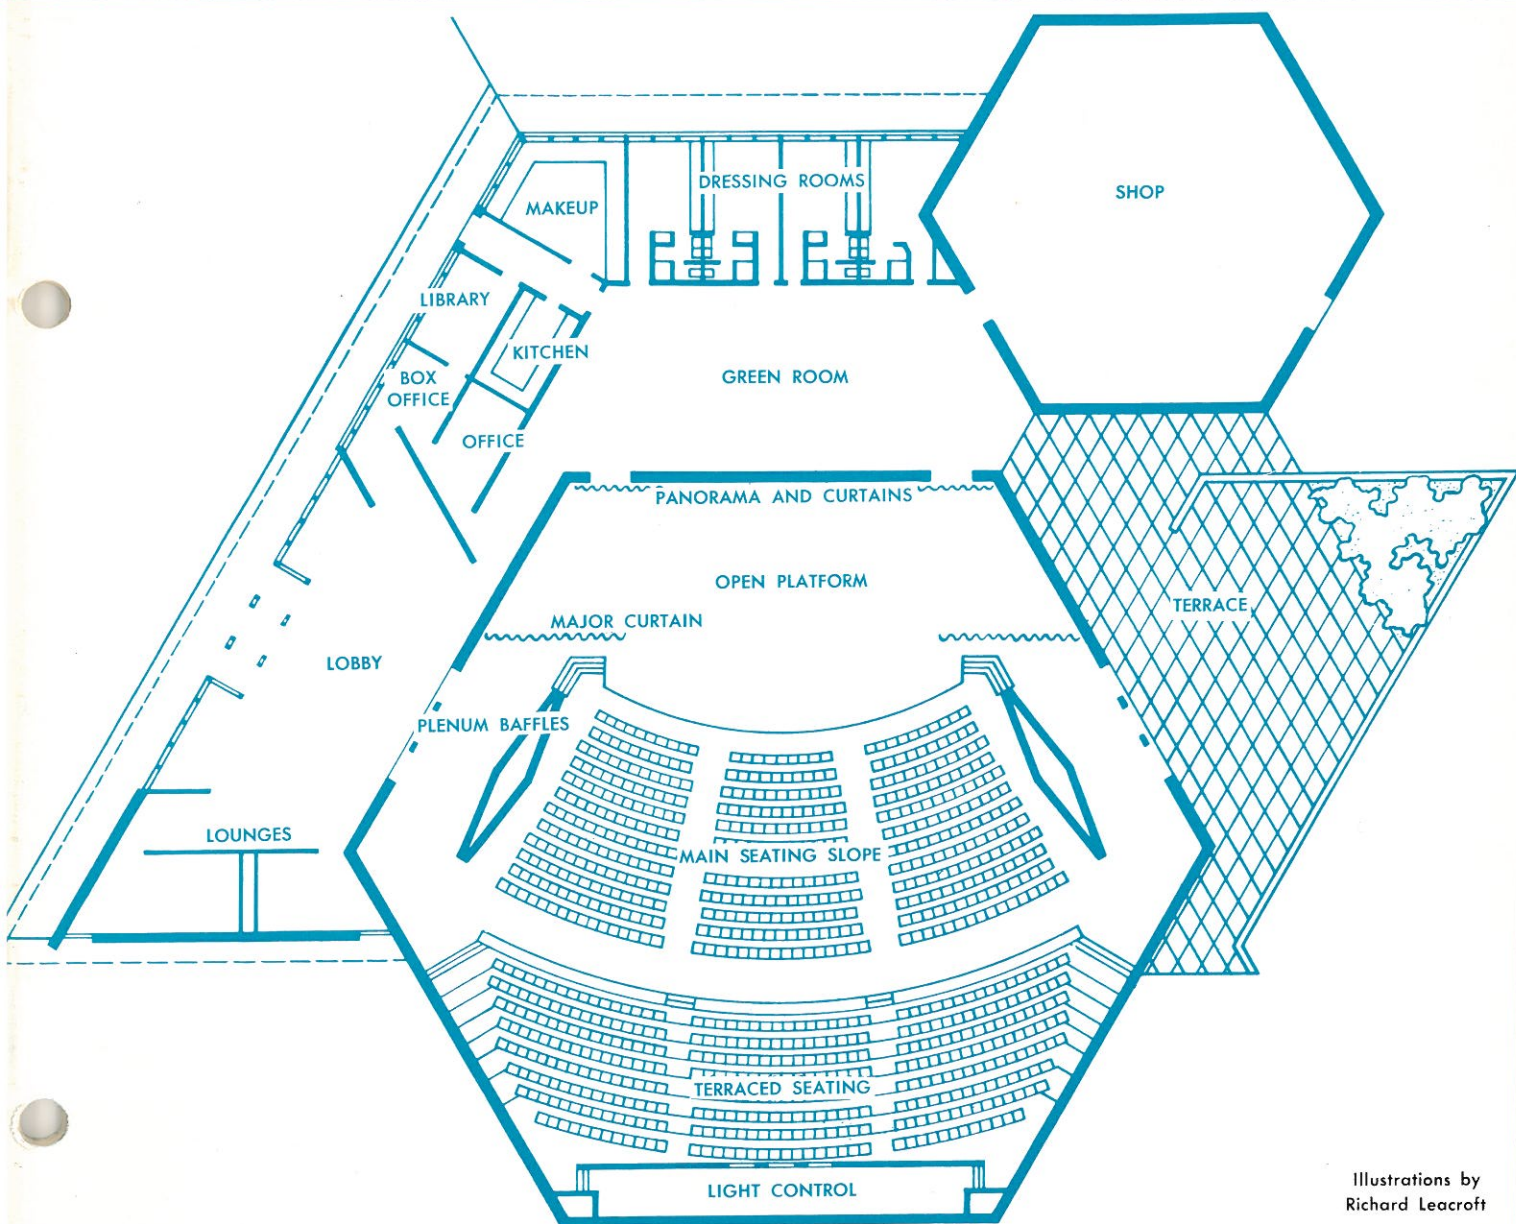 SHOP
DRESSING ROOMS
MAKEUP
LIBRARY
KITCHEN
BOX
OFFICE
GREEN ROOM
OFFICE
PANORAMA AND CURTAINS
OPEN PLATFORM
TERRACE
MAJOR CURTAIN
LOBBY
PLENUM BAFFLES
LOUNGES
MAIN SEATING SLOPE
TERRACED SEATING
LIGHT CONTROL
Illustrations by
Richard Leacroft